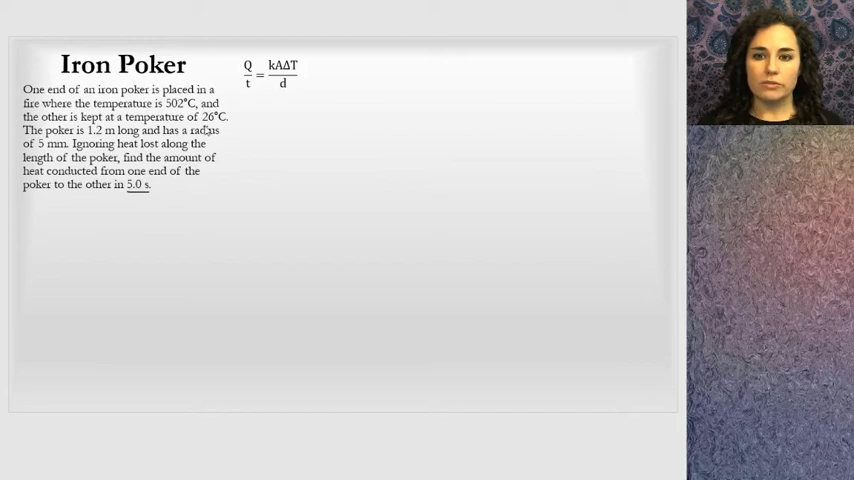 Iron Poker
One end of an iron poker is placed in a
fire where the temperature is 502°C, and
the other is kept at a temperature of 26°C.
The poker is 1.2 m long and has a radius
of 5 mm. Ignoring heat lost along the
length of the poker, find the amount of
heat conducted from one end of the
poker to the other in 5.0 s.
Q/t = kAΔT/d